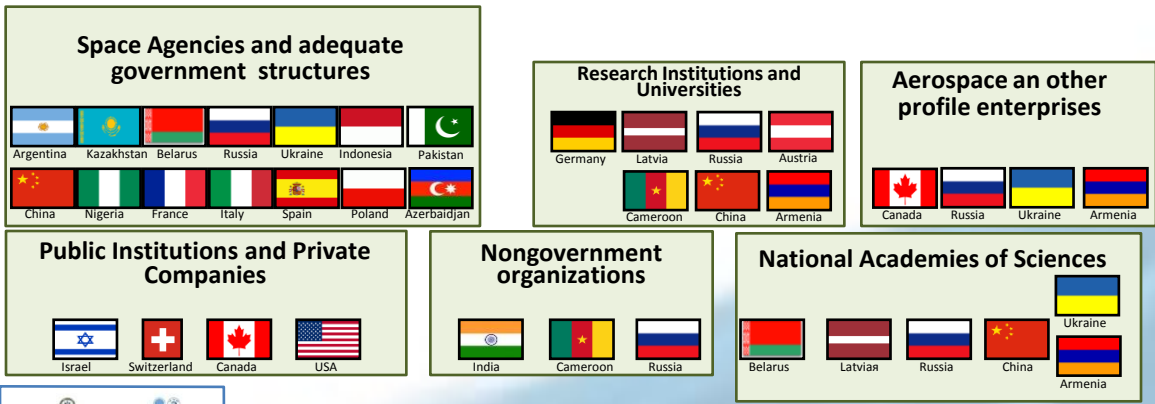 Space Agencies and adequate
government structures
Argentina Kazakhstan Belarus Russia Ukraine Indonesia Pakistan
China Nigeria France Italy Spain Poland Azerbaidjan
Research Institutions and
Universities
Germany Latvia Russia Austria
Cameroon China Armenia
Aerospace an other
profile enterprises
Canada Russia Ukraine Armenia
Public Institutions and Private
Companies
Israel Switzerland Canada USA
Nongovernment
organizations
India Cameroon Russia
National Academies of Sciences
Ukraine
Belarus Latviaя Russia China
Armenia